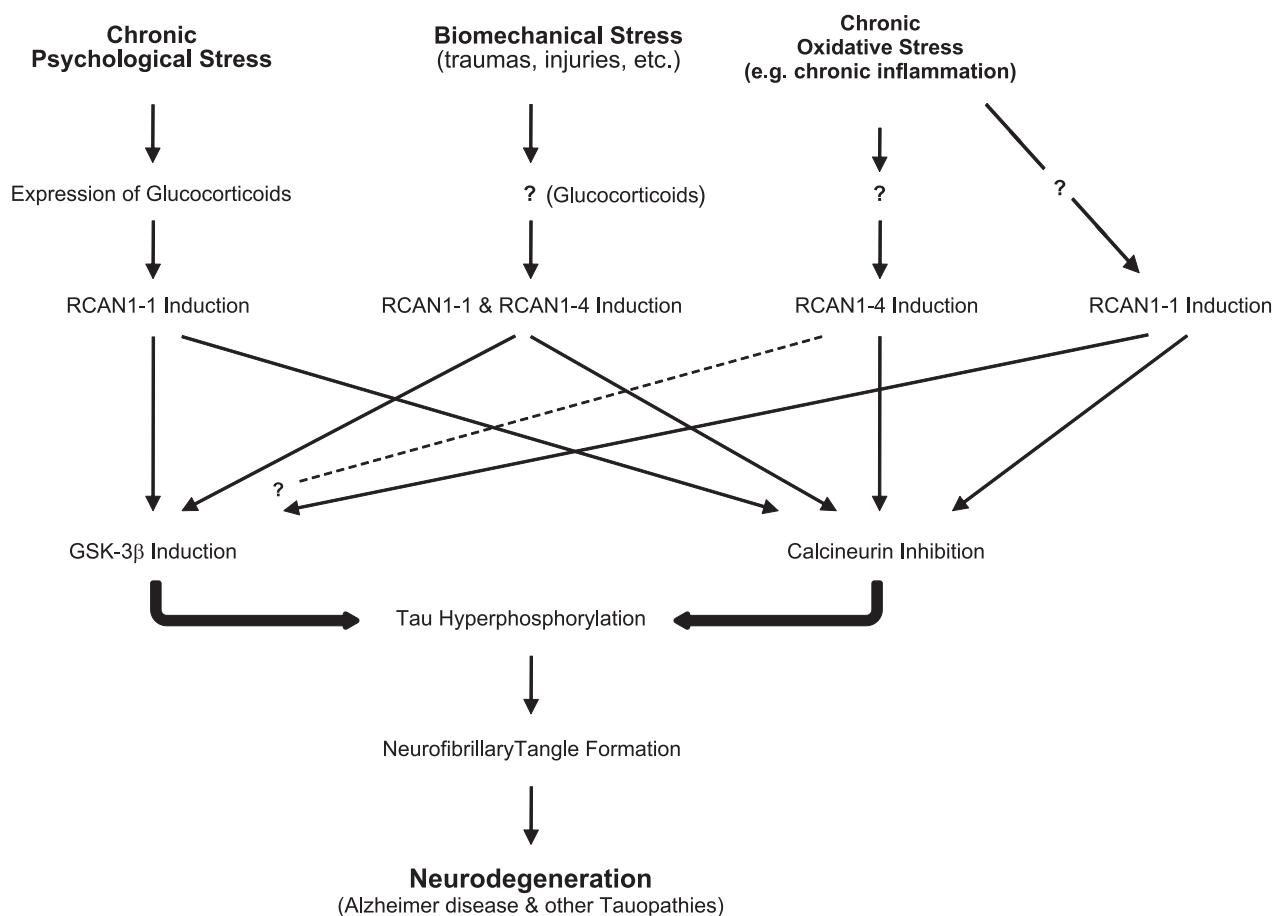 Chronic
Psychological Stress
Biomechanical Stress
(traumas, injuries, etc.)
Chronic
Oxidative Stress
(e.g. chronic inflammation)
Expression of Glucocorticoids
? (Glucocorticoids)
?
?
RCAN1-1 Induction
RCAN1-1 & RCAN1-4 Induction
RCAN1-4 Induction
RCAN1-1 Induction
?
GSK-3β Induction
Calcineurin Inhibition
Tau Hyperphosphorylation
NeurofibrillaryTangle Formation
Neurodegeneration
(Alzheimer disease & other Tauopathies)